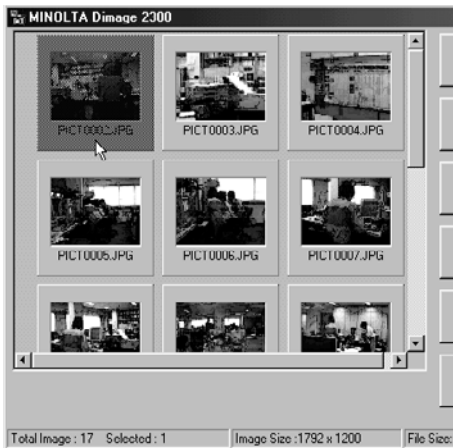 MINOLTA Dimage 2300
PICT0002.JPG PICT0003.JPG PICT0004.JPG
PICT0005.JPG PICT0006.JPG PICT0007.JPG
Total Image : 17 Selected : 1 Image Size :1792 x 1200 File Size: